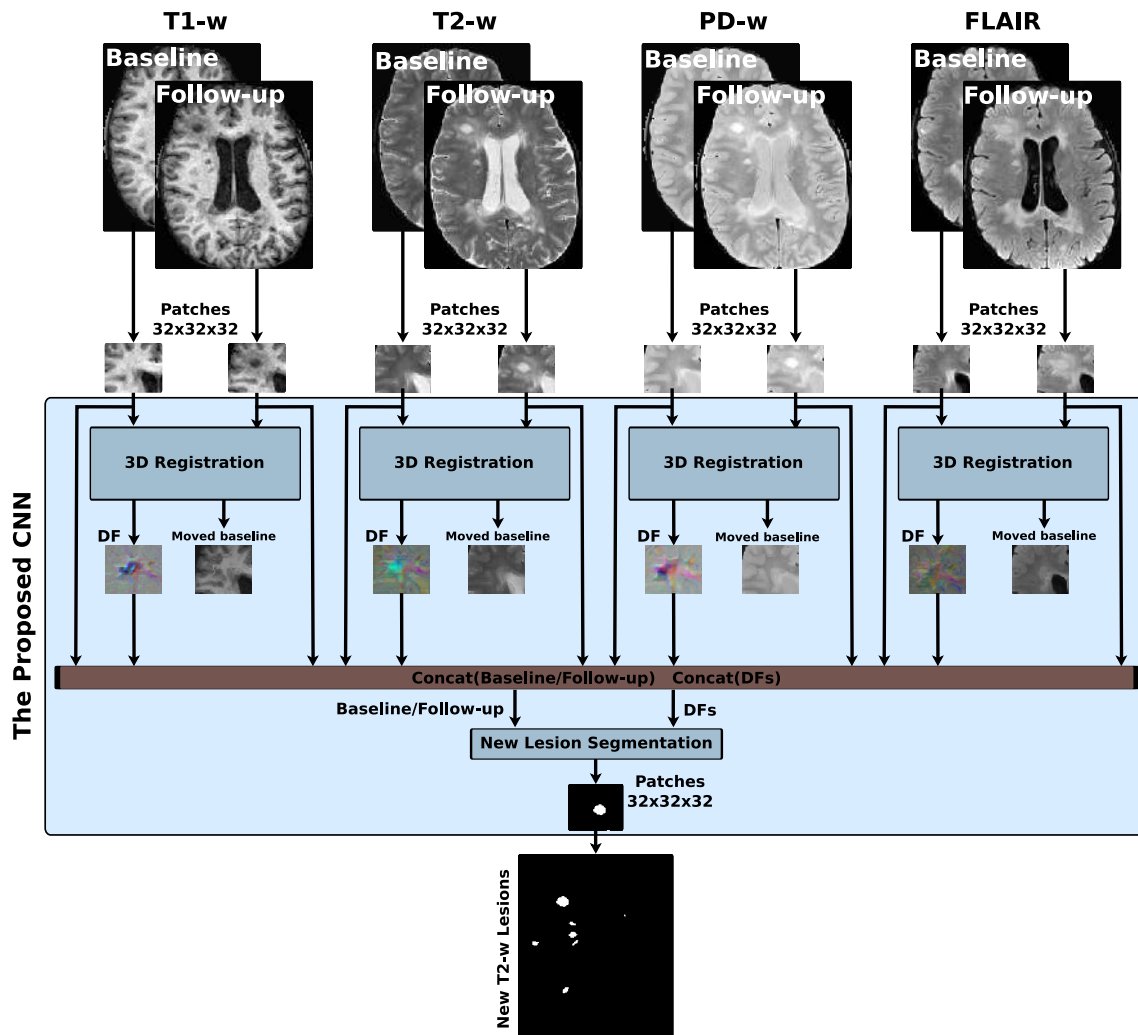 T1-w
T2-w
PD-w
FLAIR
Baseline
Follow-up
Baseline
Follow-up
Baseline
Follow-up
Baseline
Follow-up
Patches
32x32x32
Patches
32x32x32
Patches
32x32x32
Patches
32x32x32
The Proposed CNN
3D Registration
3D Registration
3D Registration
3D Registration
DF
Moved baseline
DF
Moved baseline
DF
Moved baseline
DF
Moved baseline
Concat(Baseline/Follow-up) Concat(DFs)
Baseline/Follow-up
DFs
New Lesion Segmentation
Patches
32x32x32
New T2-w Lesions